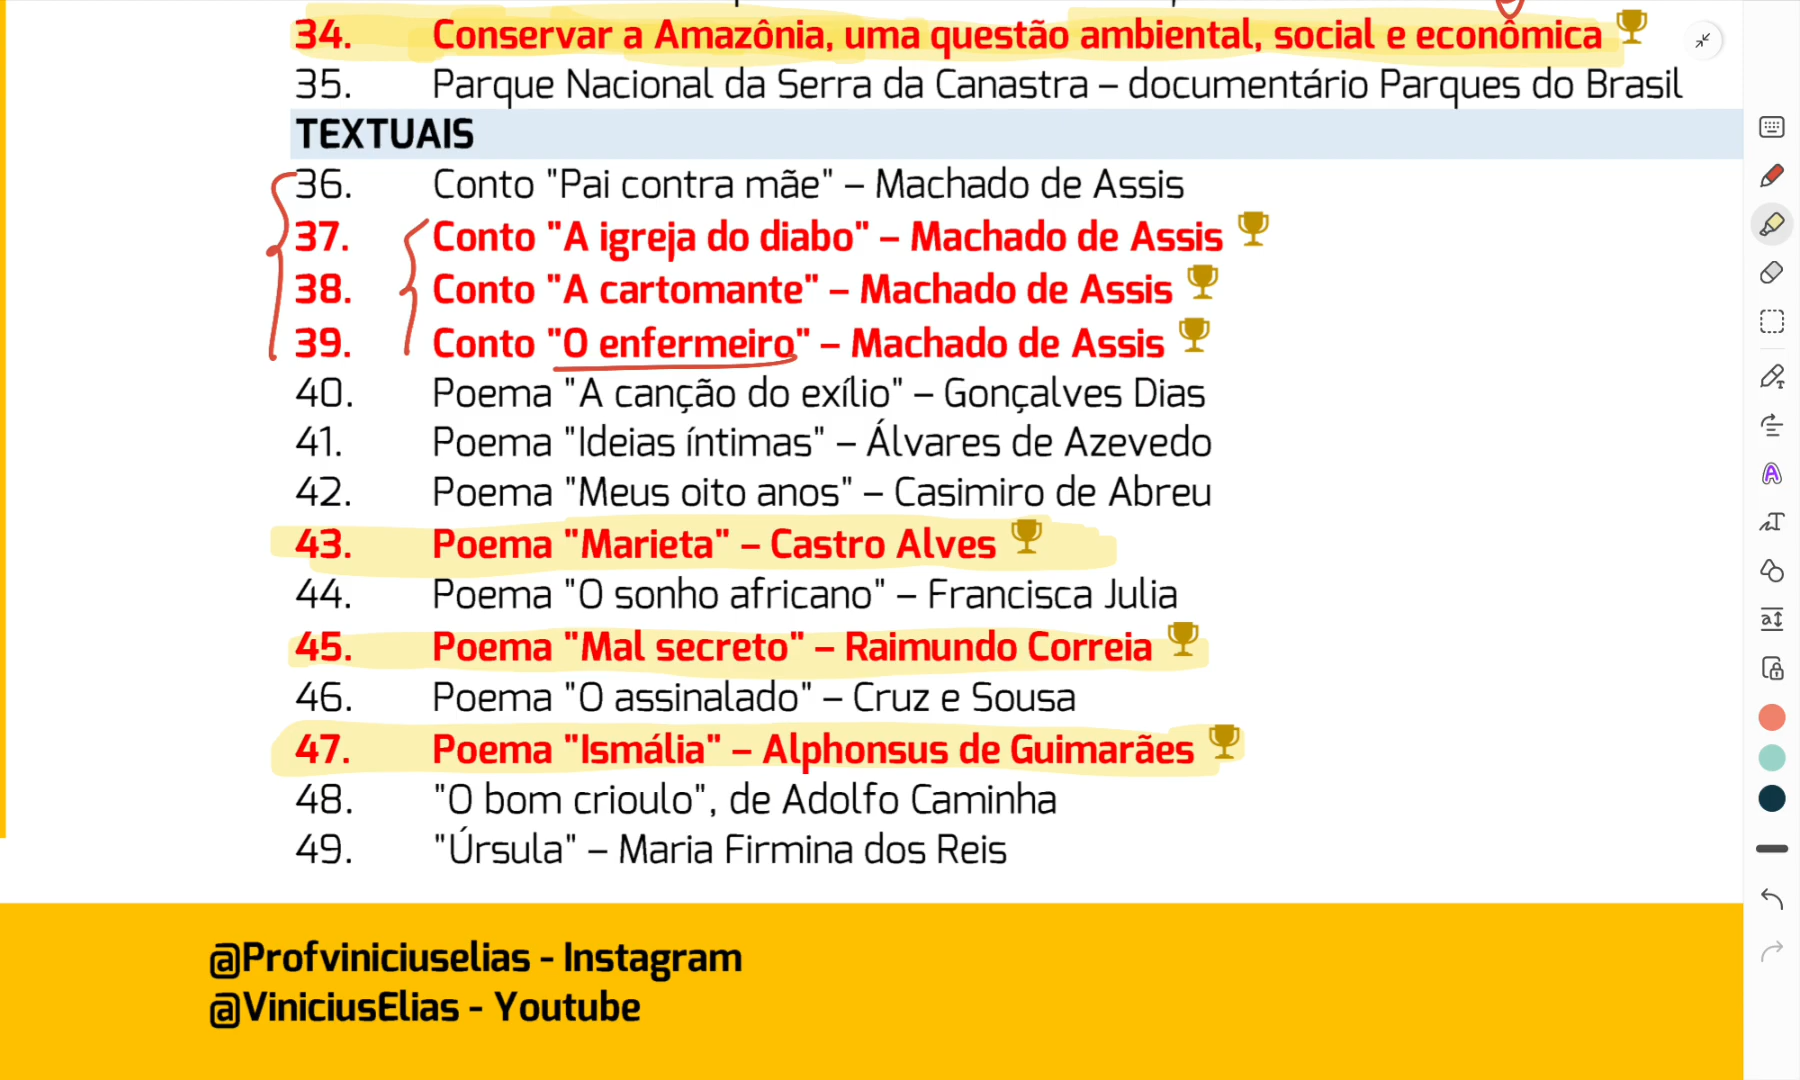 34. Conservar a Amazônia, uma questão ambiental, social e econômica
35. Parque Nacional da Serra da Canastra – documentário Parques do Brasil
TEXTUAIS
36. Conto "Pai contra mãe" – Machado de Assis
37. Conto "A igreja do diabo" – Machado de Assis
38. Conto "A cartomante" – Machado de Assis
39. Conto "O enfermeiro" – Machado de Assis
40. Poema "A canção do exílio" – Gonçalves Dias
41. Poema "Ideias íntimas" – Álvares de Azevedo
42. Poema "Meus oito anos" – Casimiro de Abreu
43. Poema "Marieta" – Castro Alves
44. Poema "O sonho africano" – Francisca Julia
45. Poema "Mal secreto" – Raimundo Correia
46. Poema "O assinalado" – Cruz e Sousa
47. Poema "Ismália" – Alphonsus de Guimarães
48. "O bom crioulo", de Adolfo Caminha
49. "Úrsula" – Maria Firmina dos Reis
@Profviniciuselias - Instagram
@ViniciusElias - Youtube